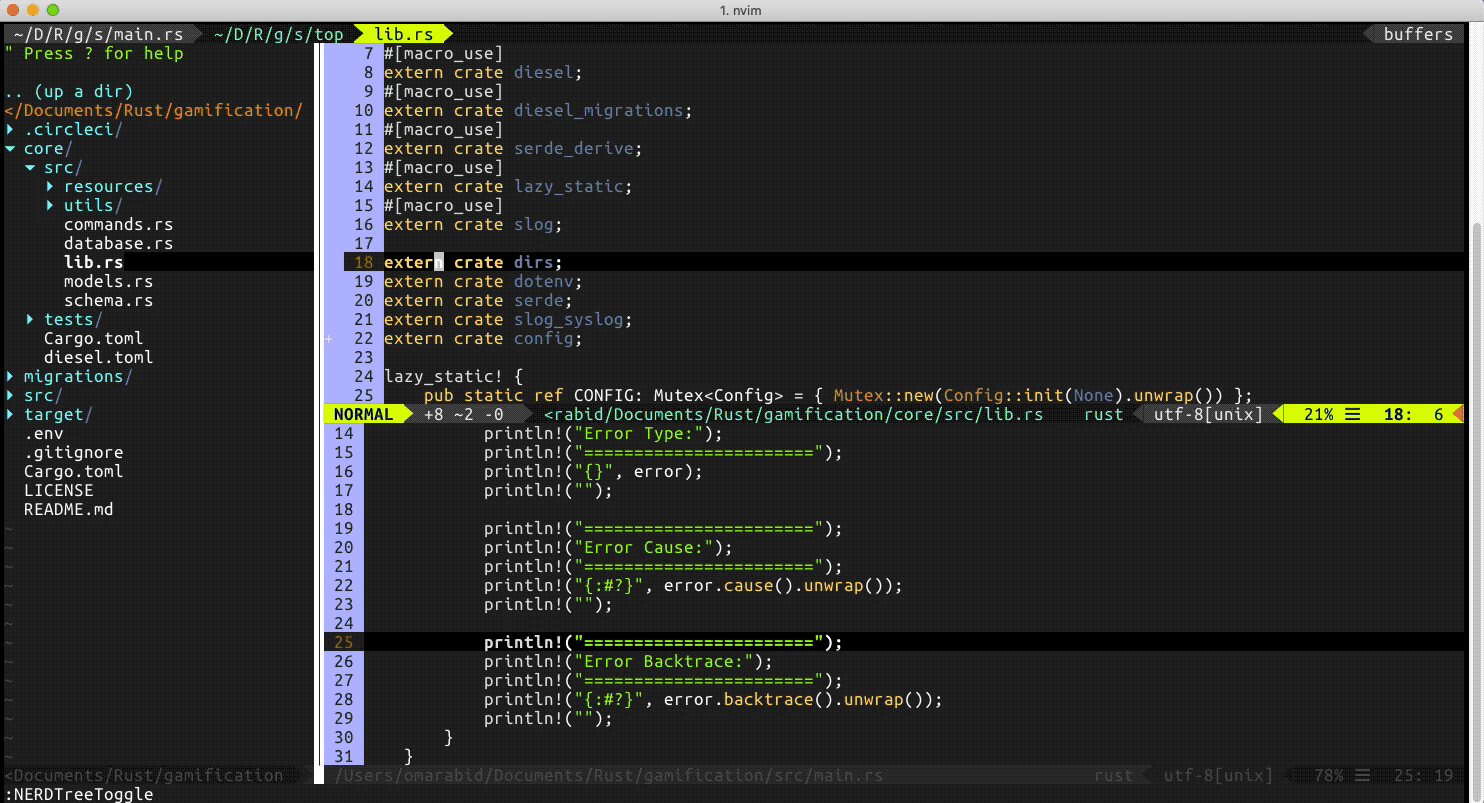 1. nvim
~/D/R/g/s/main.rs ~/D/R/g/s/top lib.rs buffers
" Press ? for help
.. (up a dir)
</Documents/Rust/gamification/
.circleci/
core/
src/
resources/
utils/
commands.rs
database.rs
lib.rs
models.rs
schema.rs
tests/
Cargo.toml
diesel.toml
migrations/
src/
target/
.env
.gitignore
Cargo.toml
LICENSE
README.md
~
~
~
~
~
~
~
~
~
~
~
~
~
<Documents/Rust/gamification
7 #[macro_use]
8 extern crate diesel;
9 #[macro_use]
10 extern crate diesel_migrations;
11 #[macro_use]
12 extern crate serde_derive;
13 #[macro_use]
14 extern crate lazy_static;
15 #[macro_use]
16 extern crate slog;
17
18 extern crate dirs;
19 extern crate dotenv;
20 extern crate serde;
21 extern crate slog_syslog;
+ 22 extern crate config;
23
24 lazy_static! {
25     pub static ref CONFIG: Mutex<Config> = { Mutex::new(Config::init(None).unwrap()) };
NORMAL +8 ~2 -0 <rabid/Documents/Rust/gamification/core/src/lib.rs rust utf-8[unix] 21% ☰ 18: 6
14             println!("Error Type:");
15             println!("=======================");
16             println!("{}", error);
17             println!("");
18
19             println!("=======================");
20             println!("Error Cause:");
21             println!("=======================");
22             println!("{:#?}", error.cause().unwrap());
23             println!("");
24
25             println!("=======================");
26             println!("Error Backtrace:");
27             println!("=======================");
28             println!("{:#?}", error.backtrace().unwrap());
29             println!("");
30         }
31     }
/Users/omarabid/Documents/Rust/gamification/src/main.rs rust utf-8[unix] 78% ☰ 25: 19
:NERDTreeToggle